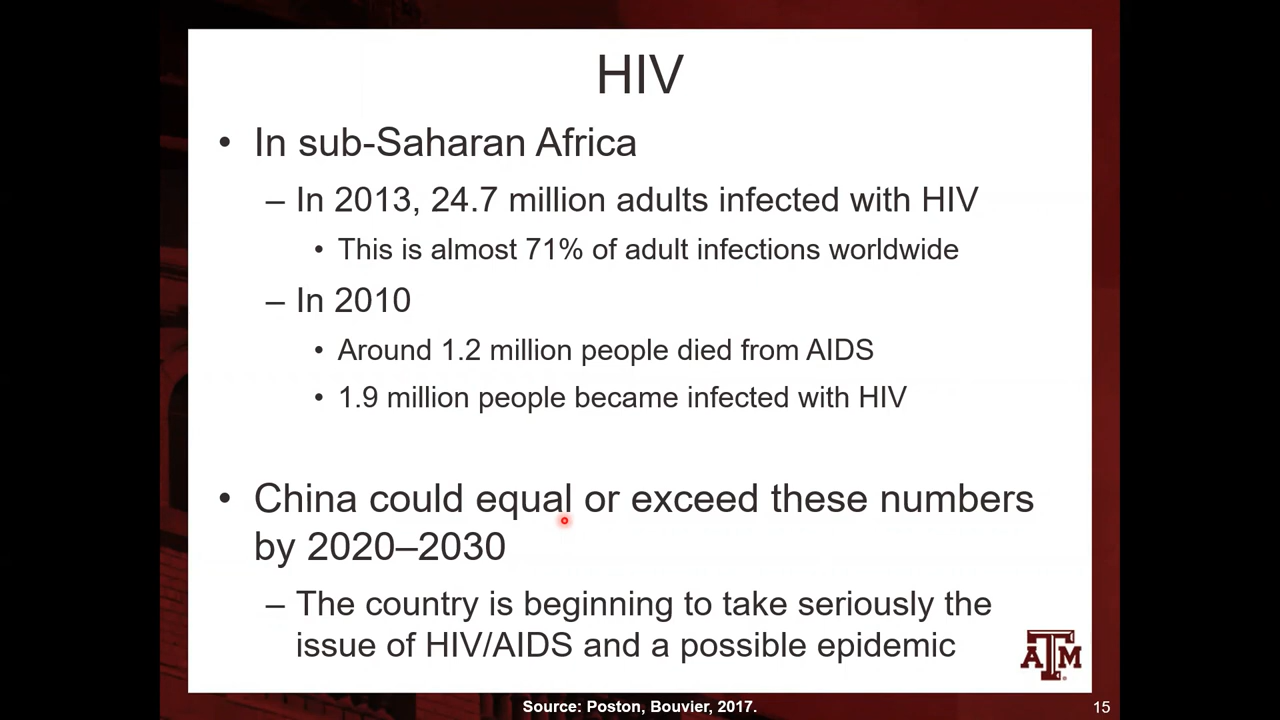 HIV
• In sub-Saharan Africa
– In 2013, 24.7 million adults infected with HIV
• This is almost 71% of adult infections worldwide
– In 2010
• Around 1.2 million people died from AIDS
• 1.9 million people became infected with HIV
• China could equal or exceed these numbers
by 2020–2030
– The country is beginning to take seriously the
issue of HIV/AIDS and a possible epidemic
ATM
Source: Poston, Bouvier, 2017.
15